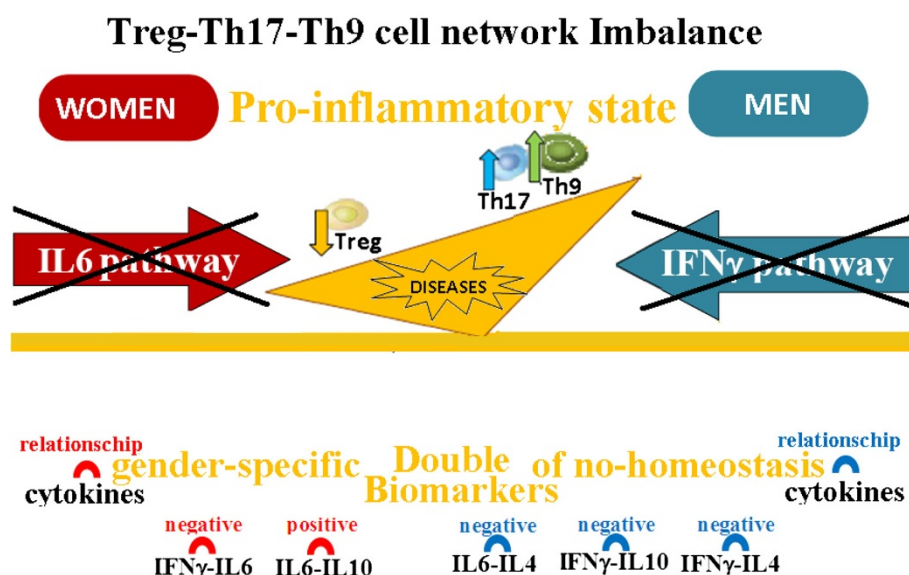 Treg-Th17-Th9 cell network Imbalance
WOMEN
Pro-inflammatory state
MEN
Th17
Th9
Treg
IL6 pathway
IFNγ pathway
DISEASES
relationschip
cytokines
gender-specific
Double
Biomarkers
of no-homeostasis
relationschip
cytokines
negative
IFNγ-IL6
positive
IL6-IL10
negative
IL6-IL4
negative
IFNγ-IL10
negative
IFNγ-IL4